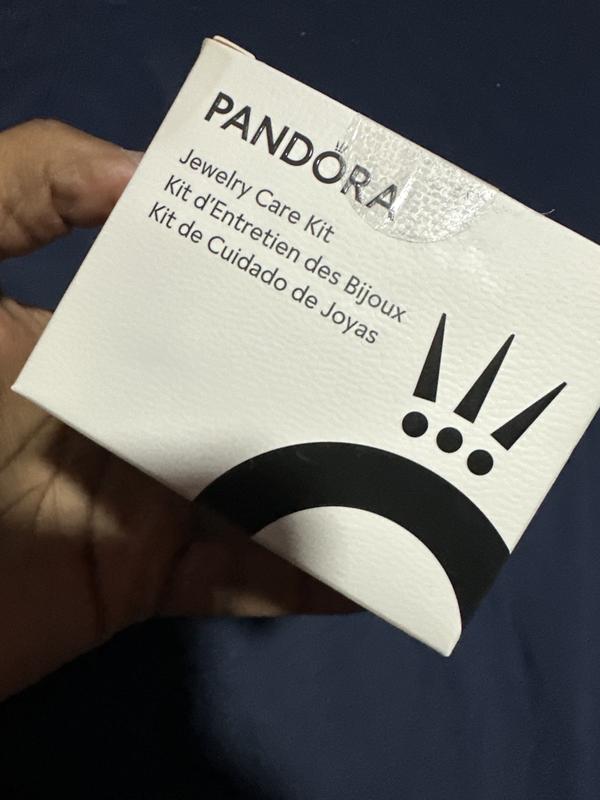 PANDORA
Jewelry Care Kit
Kit d'Entretien des Bijoux
Kit de Cuidado de Joyas